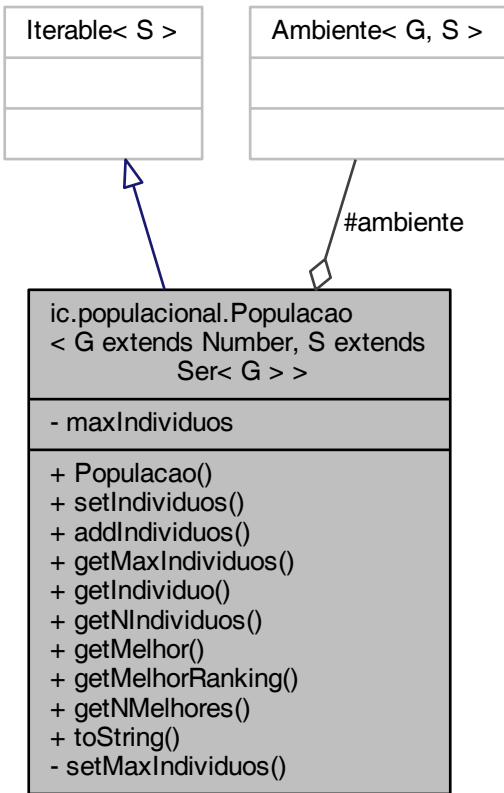 Iterable< S >
Ambiente< G, S >
#ambiente
ic.populacional.Populacao
< G extends Number, S extends
Ser< G > >
- maxIndividuos
+ Populacao()
+ setIndividuos()
+ addIndividuos()
+ getMaxIndividuos()
+ getIndividuo()
+ getNIndividuos()
+ getMelhor()
+ getMelhorRanking()
+ getNMelhores()
+ toString()
- setMaxIndividuos()